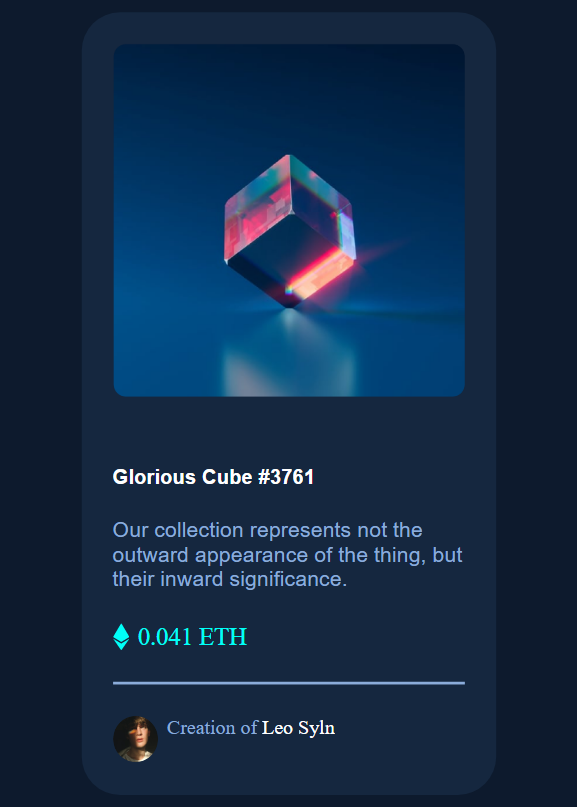 Glorious Cube #3761
Our collection represents not the
outward appearance of the thing, but
their inward significance.
0.041 ETH
Creation of Leo Syln